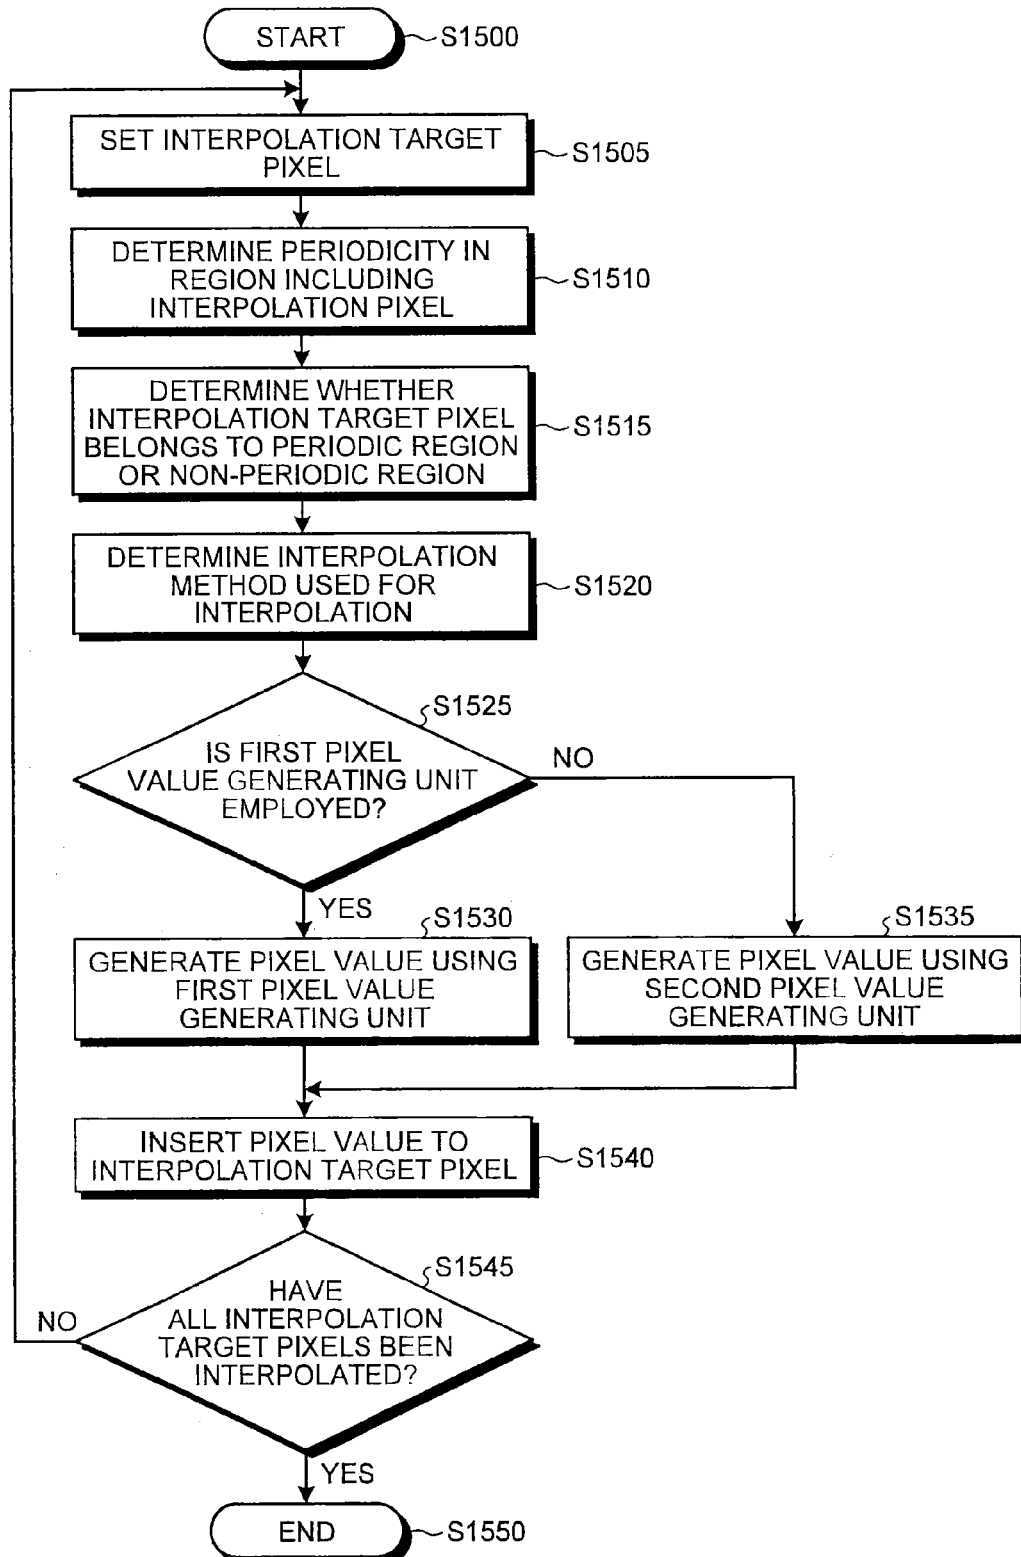 START
S1500
SET INTERPOLATION TARGET
PIXEL
S1505
DETERMINE PERIODICITY IN
REGION INCLUDING
INTERPOLATION PIXEL
S1510
DETERMINE WHETHER
INTERPOLATION TARGET PIXEL
BELONGS TO PERIODIC REGION
OR NON-PERIODIC REGION
S1515
DETERMINE INTERPOLATION
METHOD USED FOR
INTERPOLATION
S1520
S1525
IS FIRST PIXEL
VALUE GENERATING UNIT
EMPLOYED?
NO
YES
S1530
GENERATE PIXEL VALUE USING
FIRST PIXEL VALUE
GENERATING UNIT
S1535
GENERATE PIXEL VALUE USING
SECOND PIXEL VALUE
GENERATING UNIT
INSERT PIXEL VALUE TO
INTERPOLATION TARGET PIXEL
S1540
S1545
HAVE
ALL INTERPOLATION
TARGET PIXELS BEEN
INTERPOLATED?
NO
YES
END
S1550